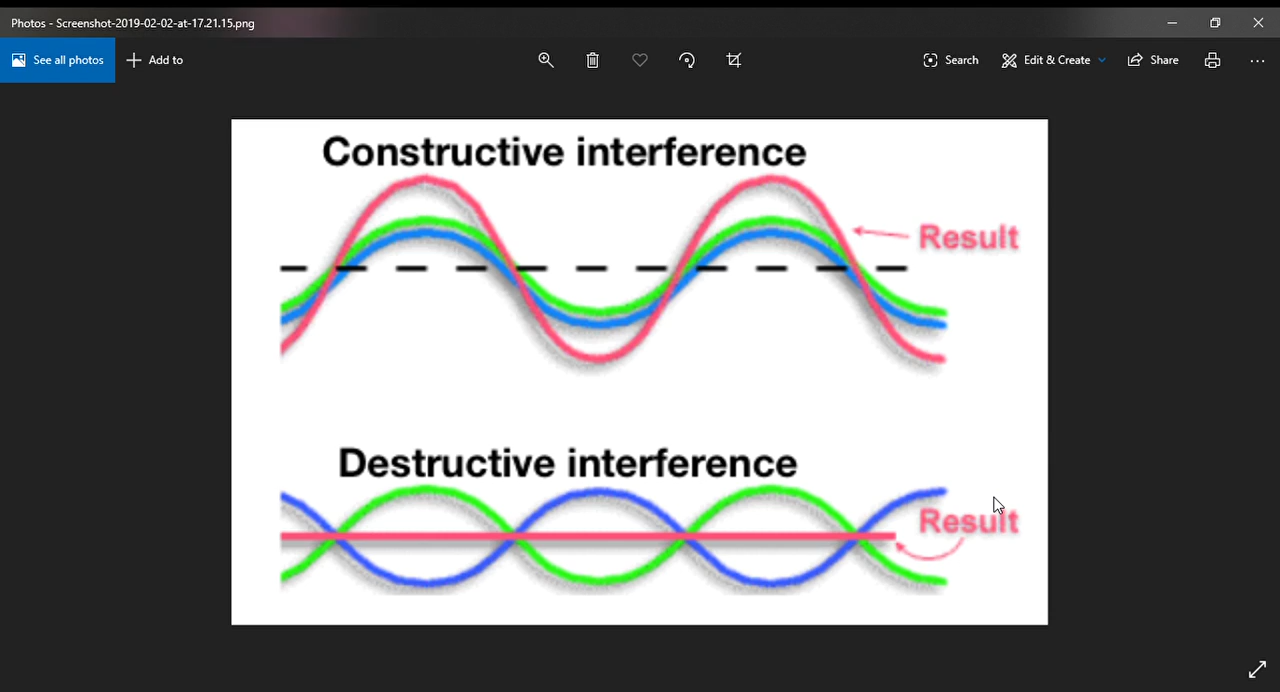 Photos - Screenshot-2019-02-02-at-17.21.15.png
See all photos
Add to
Search
Edit & Create
Share
Constructive interference
Result
Destructive interference
Result